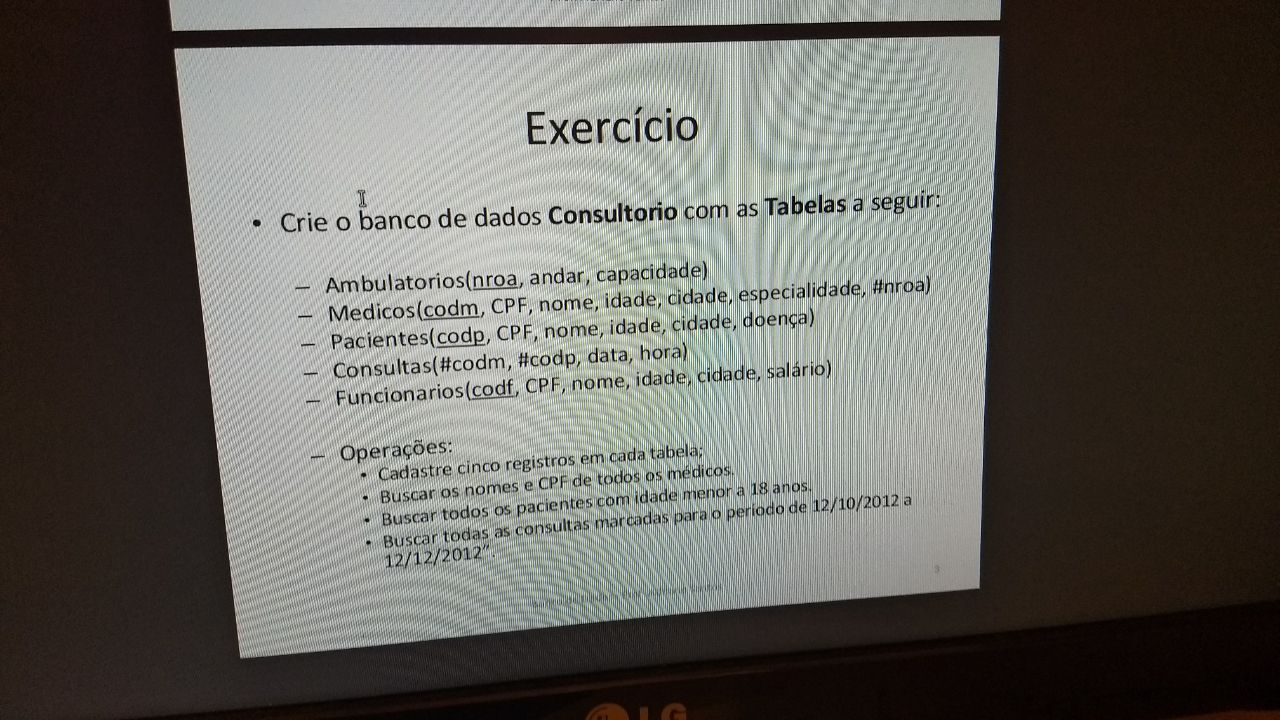 Exercício
• Crie o banco de dados Consultorio com as Tabelas a seguir:
– Ambulatorios(nroa, andar, capacidade)
– Medicos(codm, CPF, nome, idade, cidade, especialidade, #nroa)
– Pacientes(codp, CPF, nome, idade, cidade, doença)
– Consultas(#codm, #codp, data, hora)
– Funcionarios(codf, CPF, nome, idade, cidade, salário)
– Operações:
• Cadastre cinco registros em cada tabela;
• Buscar os nomes e CPF de todos os médicos.
• Buscar todos os pacientes com idade menor a 18 anos.
• Buscar todas as consultas marcadas para o periodo de 12/10/2012 a
12/12/2012”.
3
LG